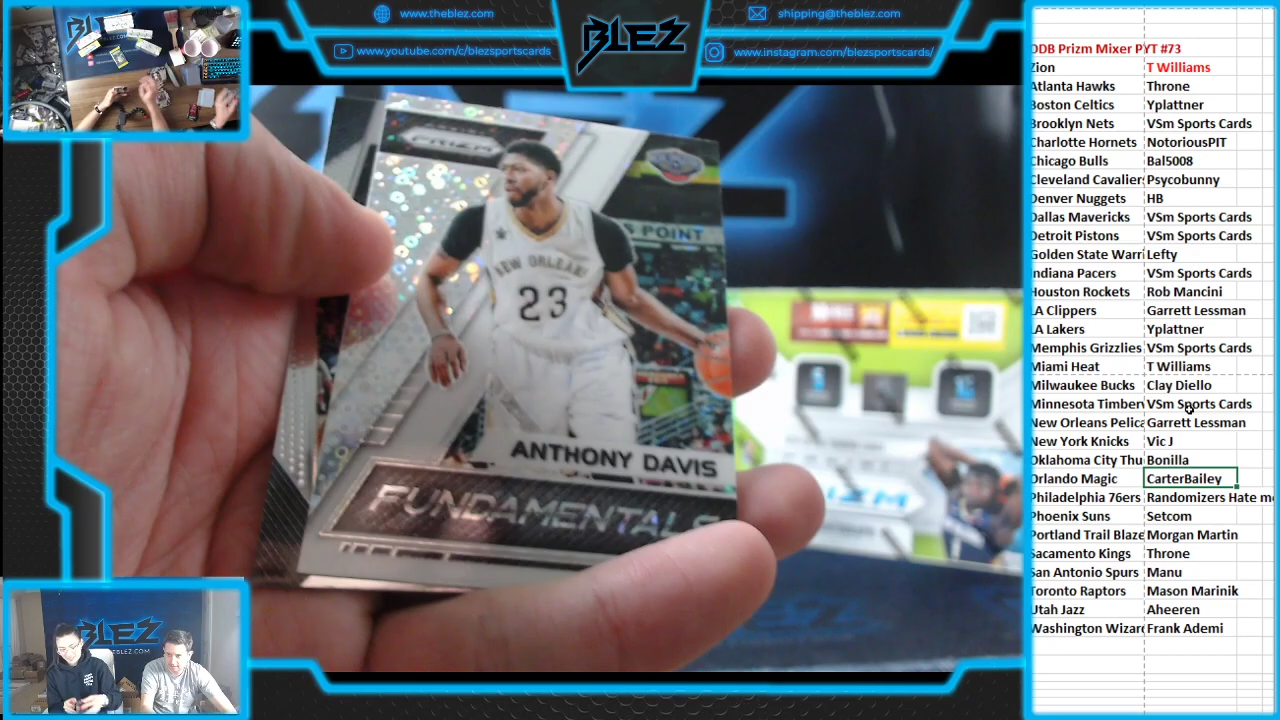 www.theblez.com
shipping@theblez.com
BLEZ
www.youtube.com/c/blezsportscards
www.instagram.com/blezsportscards/
PRIZM
S POINT
NEW ORLEANS
23
ANTHONY DAVIS
FUNDAMENTALS
BLEZ
DDB Prizm Mixer PYT #73
Zion T Williams
Atlanta Hawks Throne
Boston Celtics Yplattner
Brooklyn Nets VSm Sports Cards
Charlotte Hornets NotoriousPIT
Chicago Bulls Bal5008
Cleveland Cavaliers Psycobunny
Denver Nuggets HB
Dallas Mavericks VSm Sports Cards
Detroit Pistons VSm Sports Cards
Golden State Warri Lefty
Indiana Pacers VSm Sports Cards
Houston Rockets Rob Mancini
LA Clippers Garrett Lessman
LA Lakers Yplattner
Memphis Grizzlies VSm Sports Cards
Miami Heat T Williams
Milwaukee Bucks Clay Diello
Minnesota Timber VSm Sports Cards
New Orleans Pelica Garrett Lessman
New York Knicks Vic J
Oklahoma City Thu Bonilla
Orlando Magic CarterBailey
Philadelphia 76ers Randomizers Hate me
Phoenix Suns Setcom
Portland Trail Blaze Morgan Martin
Sacamento Kings Throne
San Antonio Spurs Manu
Toronto Raptors Mason Marinik
Utah Jazz Aheeren
Washington Wizar Frank Ademi